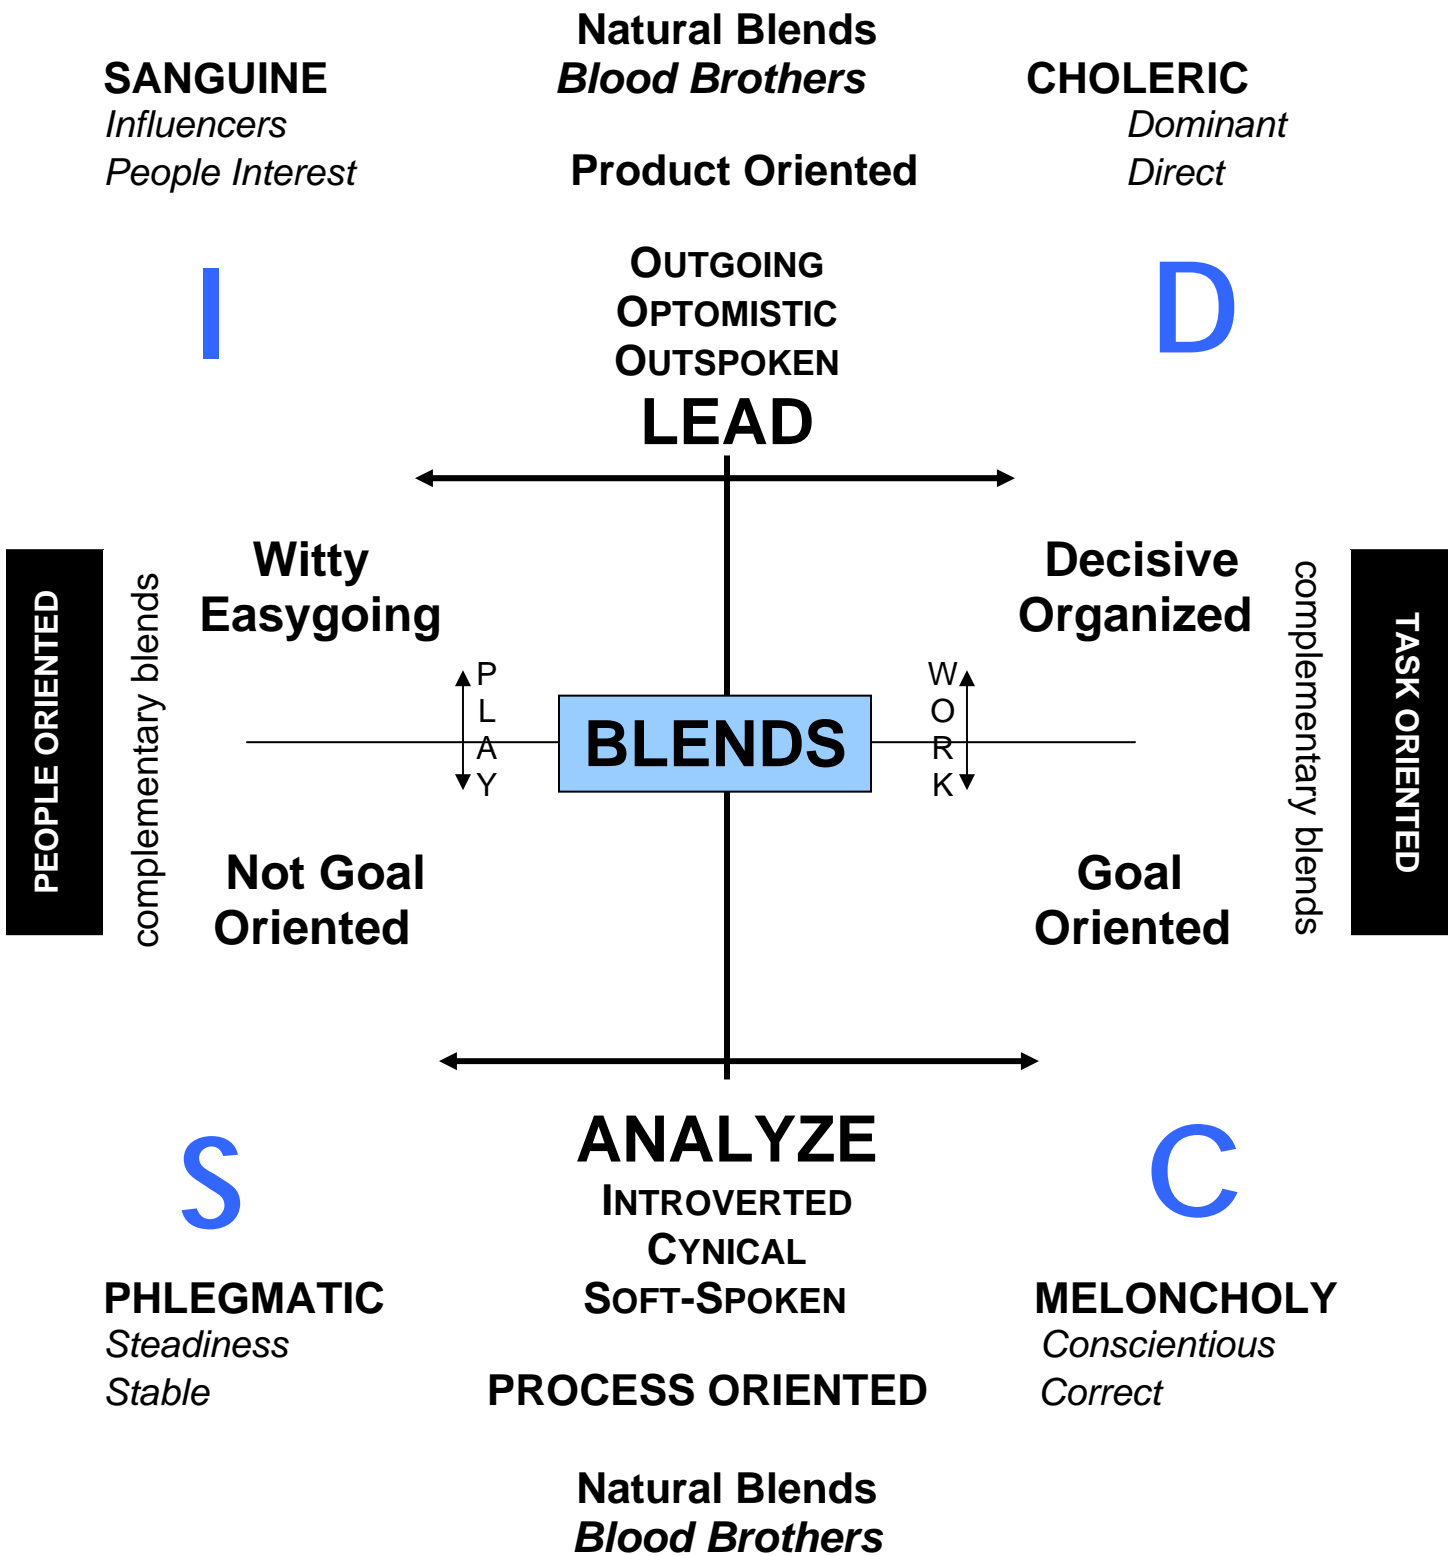 Natural Blends
SANGUINE
Blood Brothers
CHOLERIC
Influencers
Dominant
People Interest
Product Oriented
Direct
I
OUTGOING
OPTOMISTIC
OUTSPOKEN
D
LEAD
Witty
Easygoing
Decisive
Organized
PEOPLE ORIENTED
complementary blends
PLAY
BLENDS
WORK
complementary blends
TASK ORIENTED
Not Goal
Oriented
Goal
Oriented
S
ANALYZE
C
INTROVERTED
CYNICAL
SOFT-SPOKEN
PHLEGMATIC
MELONCHOLY
Steadiness
Conscientious
Stable
PROCESS ORIENTED
Correct
Natural Blends
Blood Brothers